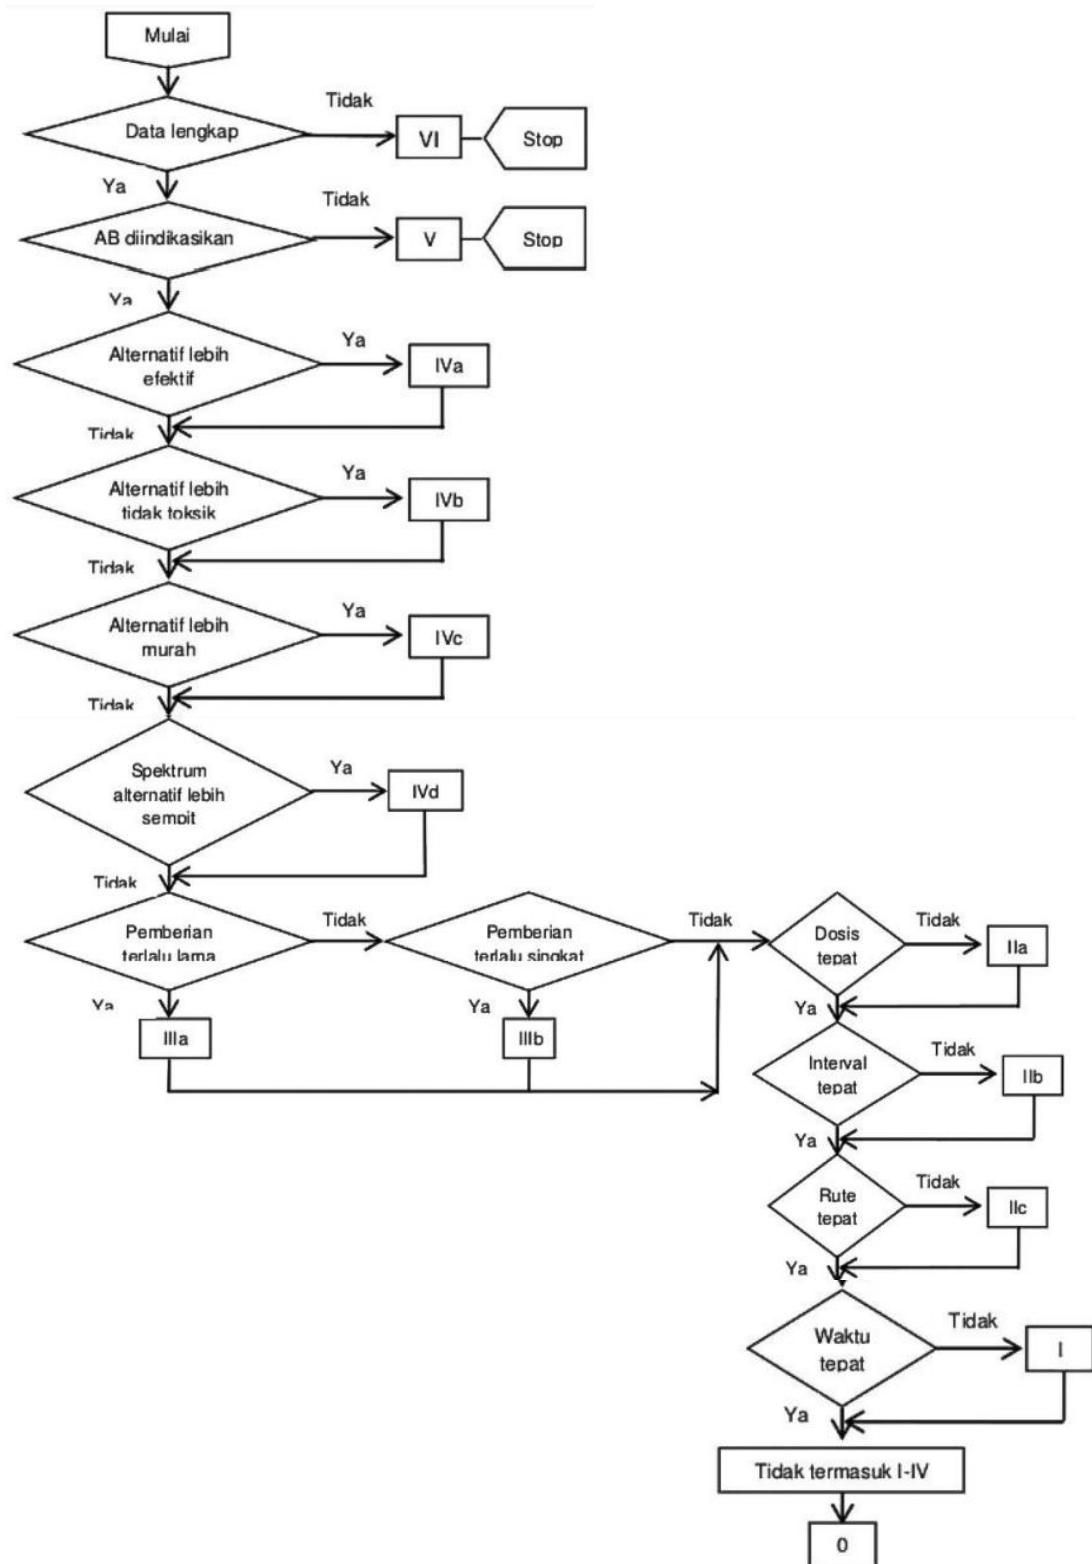 Mulai
Tidak
Data lengkap
VI
Stop
Ya
Tidak
AB diindikasikan
V
Stop
Ya
Alternatif lebih
efektif
Ya
IVa
Tidak
Alternatif lebih
tidak toksik
Ya
IVb
Tidak
Alternatif lebih
murah
Ya
IVc
Tidak
Spektrum
alternatif lebih
sempit
Ya
IVd
Tidak
Pemberian
terlalu lama
Tidak
Pemberian
terlalu singkat
Tidak
Dosis
tepat
Tidak
IIa
Ya
IIIa
Ya
IIIb
Ya
Interval
tepat
Tidak
IIb
Ya
Rute
tepat
Tidak
IIc
Ya
Waktu
tepat
Tidak
I
Ya
Tidak termasuk I-IV
0